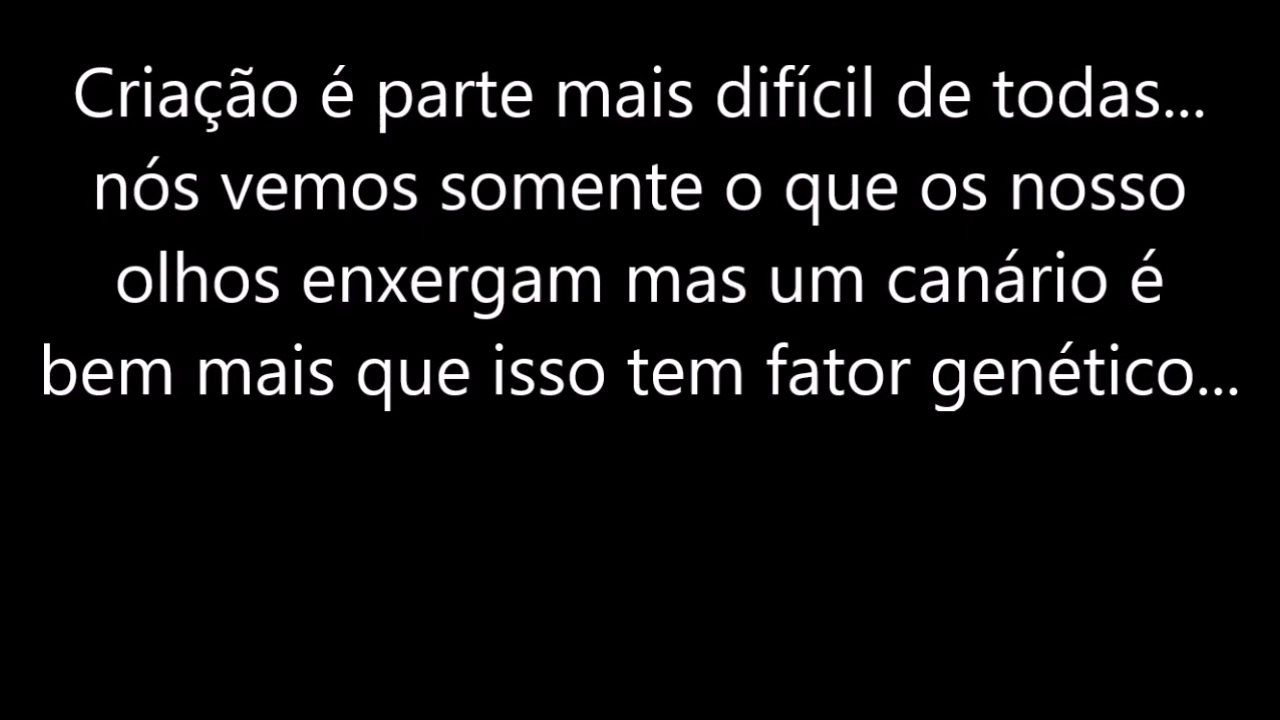 Criação é parte mais difícil de todas...
nós vemos somente o que os nosso
olhos enxergam mas um canário é
bem mais que isso tem fator genético...